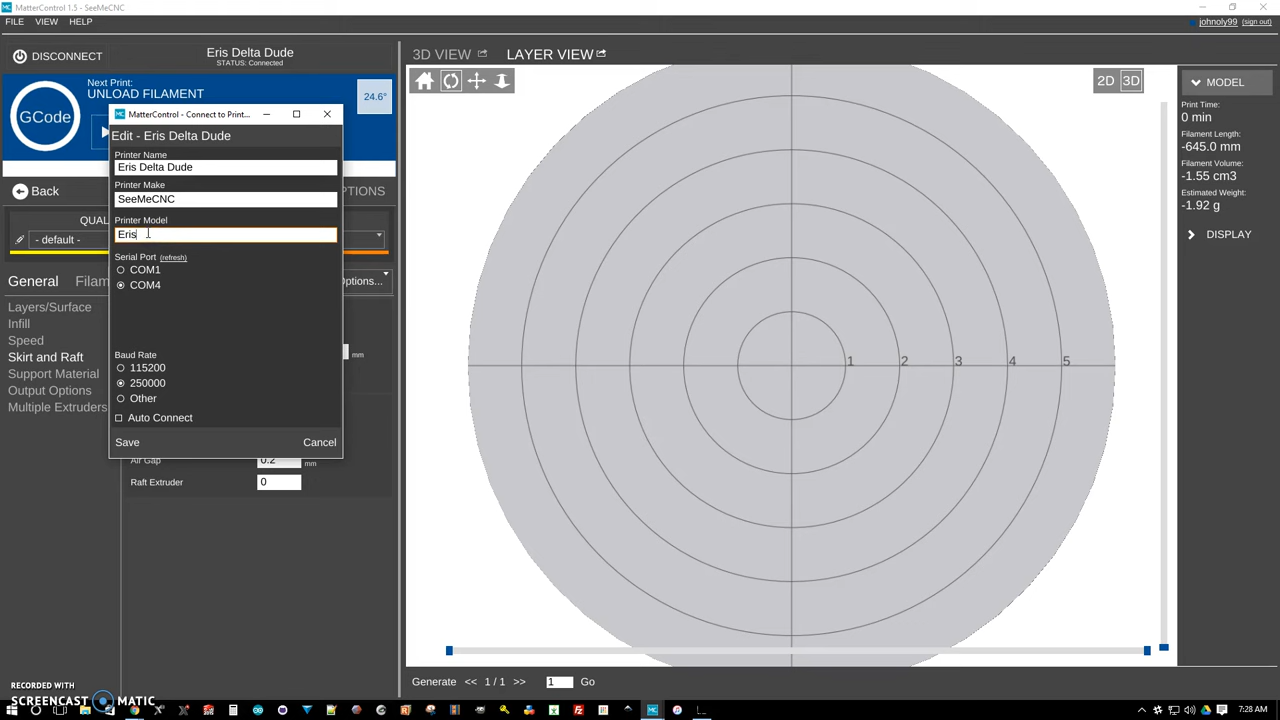 MatterControl 1.5 - SeeMeCNC
FILE VIEW HELP
johnoly99 (sign out)
DISCONNECT
Eris Delta Dude
STATUS: Connected
Next Print:
UNLOAD FILAMENT
24.6°
GCode
Back
PTIONS
QUAL
- default -
General Filam
ptions...
Layers/Surface
Infill
Speed
Skirt and Raft
Support Material
Output Options
Multiple Extruders
mm
Air Gap 0.2 mm
Raft Extruder 0
MatterControl - Connect to Print...
Edit - Eris Delta Dude
Printer Name
Eris Delta Dude
Printer Make
SeeMeCNC
Printer Model
Eris
Serial Port (refresh)
COM1
COM4
Baud Rate
115200
250000
Other
Auto Connect
Save Cancel
3D VIEW LAYER VIEW
2D 3D
1 2 3 4 5
Generate << 1 / 1 >> 1 Go
MODEL
Print Time:
0 min
Filament Length:
-645.0 mm
Filament Volume:
-1.55 cm3
Estimated Weight:
-1.92 g
DISPLAY
RECORDED WITH
SCREENCAST MATIC
7:28 AM